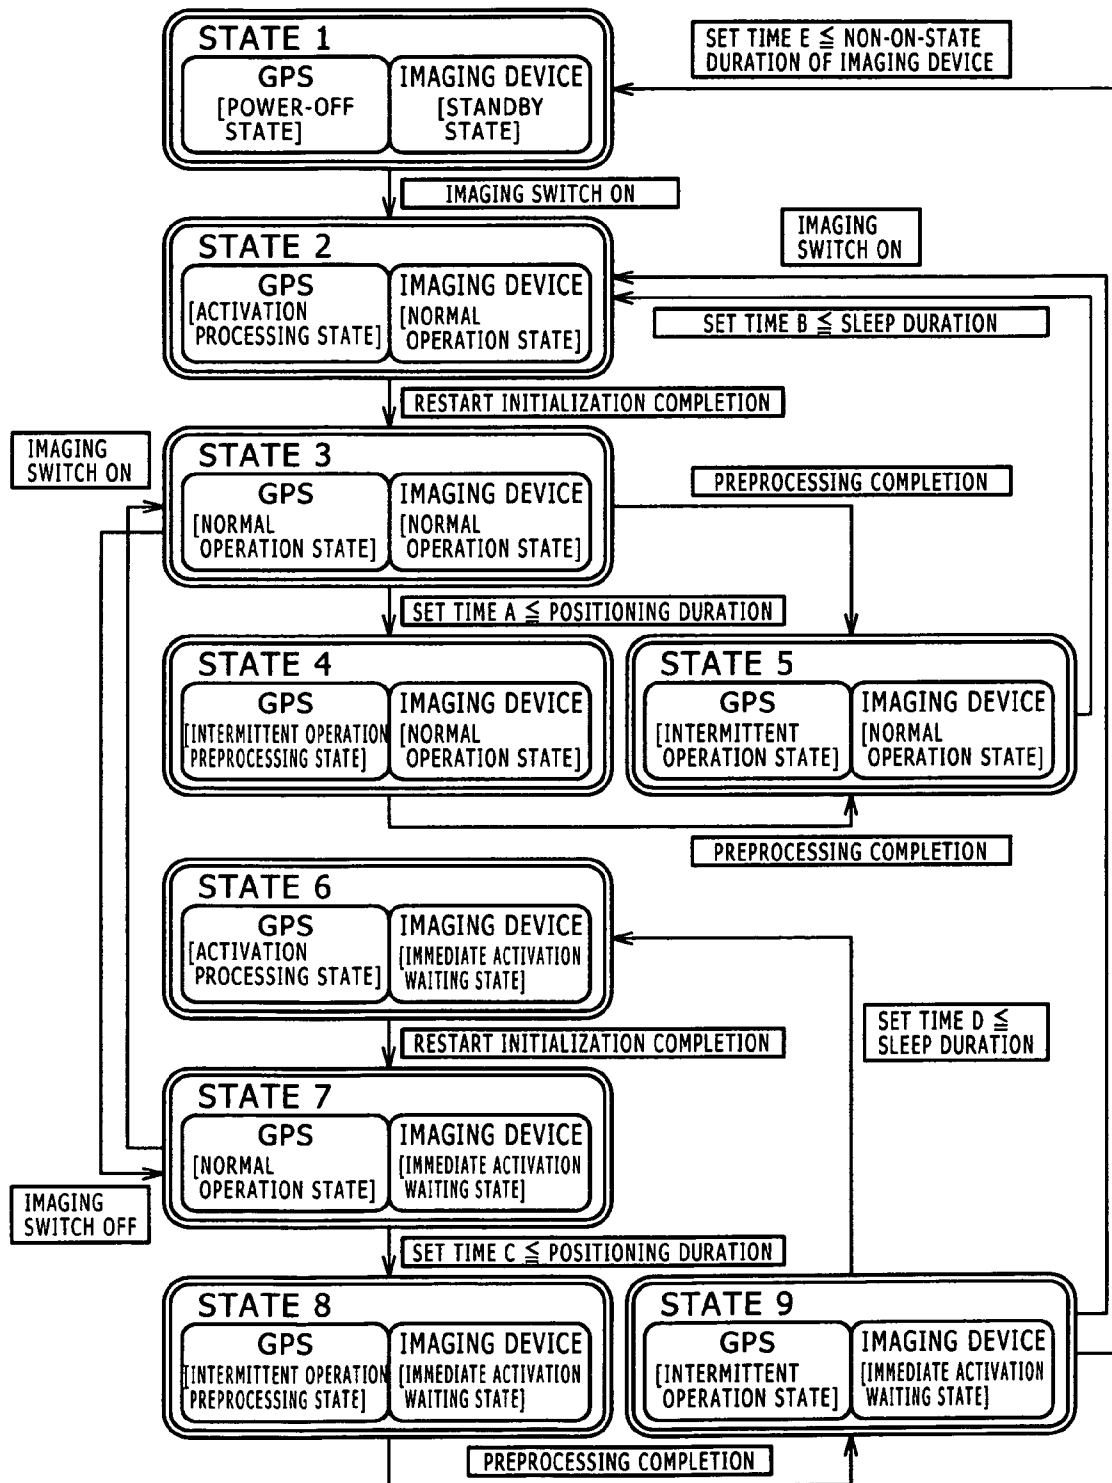 STATE 1
GPS
[POWER-OFF
STATE]
IMAGING DEVICE
[STANDBY
STATE]
SET TIME E ≦ NON-ON-STATE
DURATION OF IMAGING DEVICE
IMAGING SWITCH ON
STATE 2
GPS
[ACTIVATION
PROCESSING STATE]
IMAGING DEVICE
[NORMAL
OPERATION STATE]
IMAGING
SWITCH ON
SET TIME B ≦ SLEEP DURATION
RESTART INITIALIZATION COMPLETION
IMAGING
SWITCH ON
STATE 3
GPS
[NORMAL
OPERATION STATE]
IMAGING DEVICE
[NORMAL
OPERATION STATE]
PREPROCESSING COMPLETION
SET TIME A ≦ POSITIONING DURATION
STATE 4
GPS
[INTERMITTENT OPERATION
PREPROCESSING STATE]
IMAGING DEVICE
[NORMAL
OPERATION STATE]
STATE 5
GPS
[INTERMITTENT
OPERATION STATE]
IMAGING DEVICE
[NORMAL
OPERATION STATE]
PREPROCESSING COMPLETION
STATE 6
GPS
[ACTIVATION
PROCESSING STATE]
IMAGING DEVICE
[IMMEDIATE ACTIVATION
WAITING STATE]
SET TIME D ≦
SLEEP DURATION
RESTART INITIALIZATION COMPLETION
STATE 7
GPS
[NORMAL
OPERATION STATE]
IMAGING DEVICE
[IMMEDIATE ACTIVATION
WAITING STATE]
IMAGING
SWITCH OFF
SET TIME C ≦ POSITIONING DURATION
STATE 8
GPS
[INTERMITTENT OPERATION
PREPROCESSING STATE]
IMAGING DEVICE
[IMMEDIATE ACTIVATION
WAITING STATE]
STATE 9
GPS
[INTERMITTENT
OPERATION STATE]
IMAGING DEVICE
[IMMEDIATE ACTIVATION
WAITING STATE]
PREPROCESSING COMPLETION